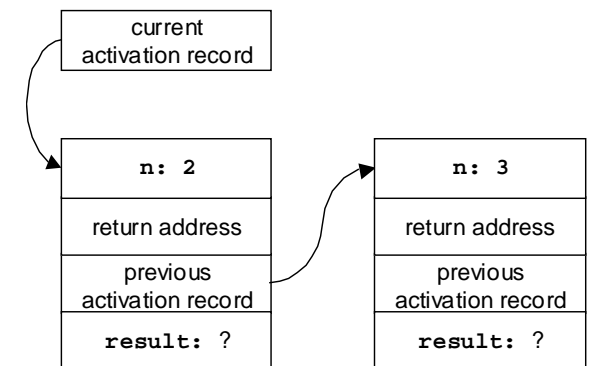 current
activation record
n: 2
return address
previous
activation record
result: ?
n: 3
return address
previous
activation record
result: ?